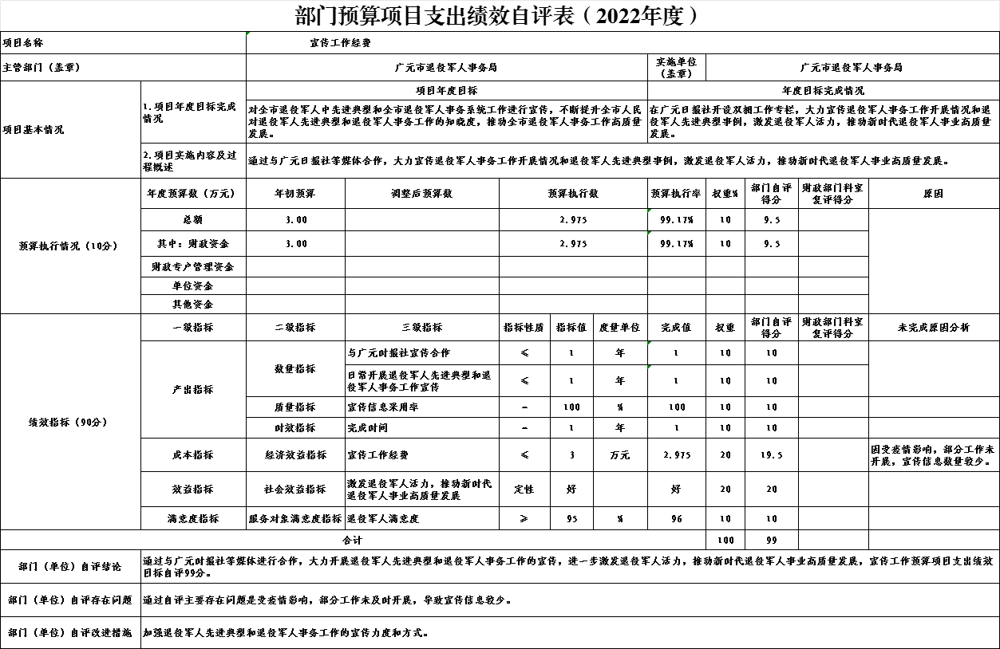 部门预算项目支出绩效自评表（2022年度）
项目名称 宣传工作经费
主管部门（盖章） 广元市退役军人事务局 实施单位（盖章） 广元市退役军人事务局
项目基本情况
1.项目年度目标完成情况
项目年度目标 年度目标完成情况
对全市退役军人中先进典型和全市退役军人事务系统工作进行宣传，不断提升全市人民
对退役军人先进典型和退役军人事务工作的知晓度，推动全市退役军人事务工作高质量
发展。
在广元日报社开设双拥工作专栏，大力宣传退役军人事务工作开展情况和退
役军人先进典型事例，激发退役军人活力，推动新时代退役军人事业高质量
发展。
2.项目实施内容及过程概述
通过与广元日报社等媒体合作，大力宣传退役军人事务工作开展情况和退役军人先进典型事例，激发退役军人活力，推动新时代退役军人事业高质量发展。
预算执行情况（10分）
年度预算数（万元） 年初预算 调整后预算数 预算执行数 预算执行率 权重% 部门自评得分 财政部门科室复评得分 原因
总额 3.00 2.975 99.17% 10 9.5
其中：财政资金 3.00 2.975 99.17% 10 9.5
财政专户管理资金
单位资金
其他资金
绩效指标（90分）
一级指标 二级指标 三级指标 指标性质 指标值 度量单位 完成值 权重 部门自评得分 财政部门科室复评得分 未完成原因分析
产出指标
数量指标
与广元时报社宣传合作 ≤ 1 年 1 10 10
日常开展退役军人先进典型和退役军人事务工作宣传 ≤ 1 年 1 10 10
质量指标 宣传信息采用率 － 100 % 100 10 10
时效指标 完成时间 － 1 年 1 10 10
成本指标 经济效益指标 宣传工作经费 ≤ 3 万元 2.975 20 19.5 因受疫情影响，部分工作未开展，宣传信息数量较少。
效益指标 社会效益指标 激发退役军人活力，推动新时代退役军人事业高质量发展 定性 好 好 20 20
满意度指标 服务对象满意度指标 退役军人满意度 ≥ 95 % 96 10 10
合计 100 99
部门（单位）自评结论
通过与广元时报社等媒体进行合作，大力开展退役军人先进典型和退役军人事务工作的宣传，进一步激发退役军人活力，推动新时代退役军人事业高质量发展，宣传工作预算项目支出绩效
目标自评99分。
部门（单位）自评存在问题 通过自评主要存在问题是受疫情影响，部分工作未及时开展，导致宣传信息较少。
部门（单位）自评改进措施 加强退役军人先进典型和退役军人事务工作的宣传力度和方式。